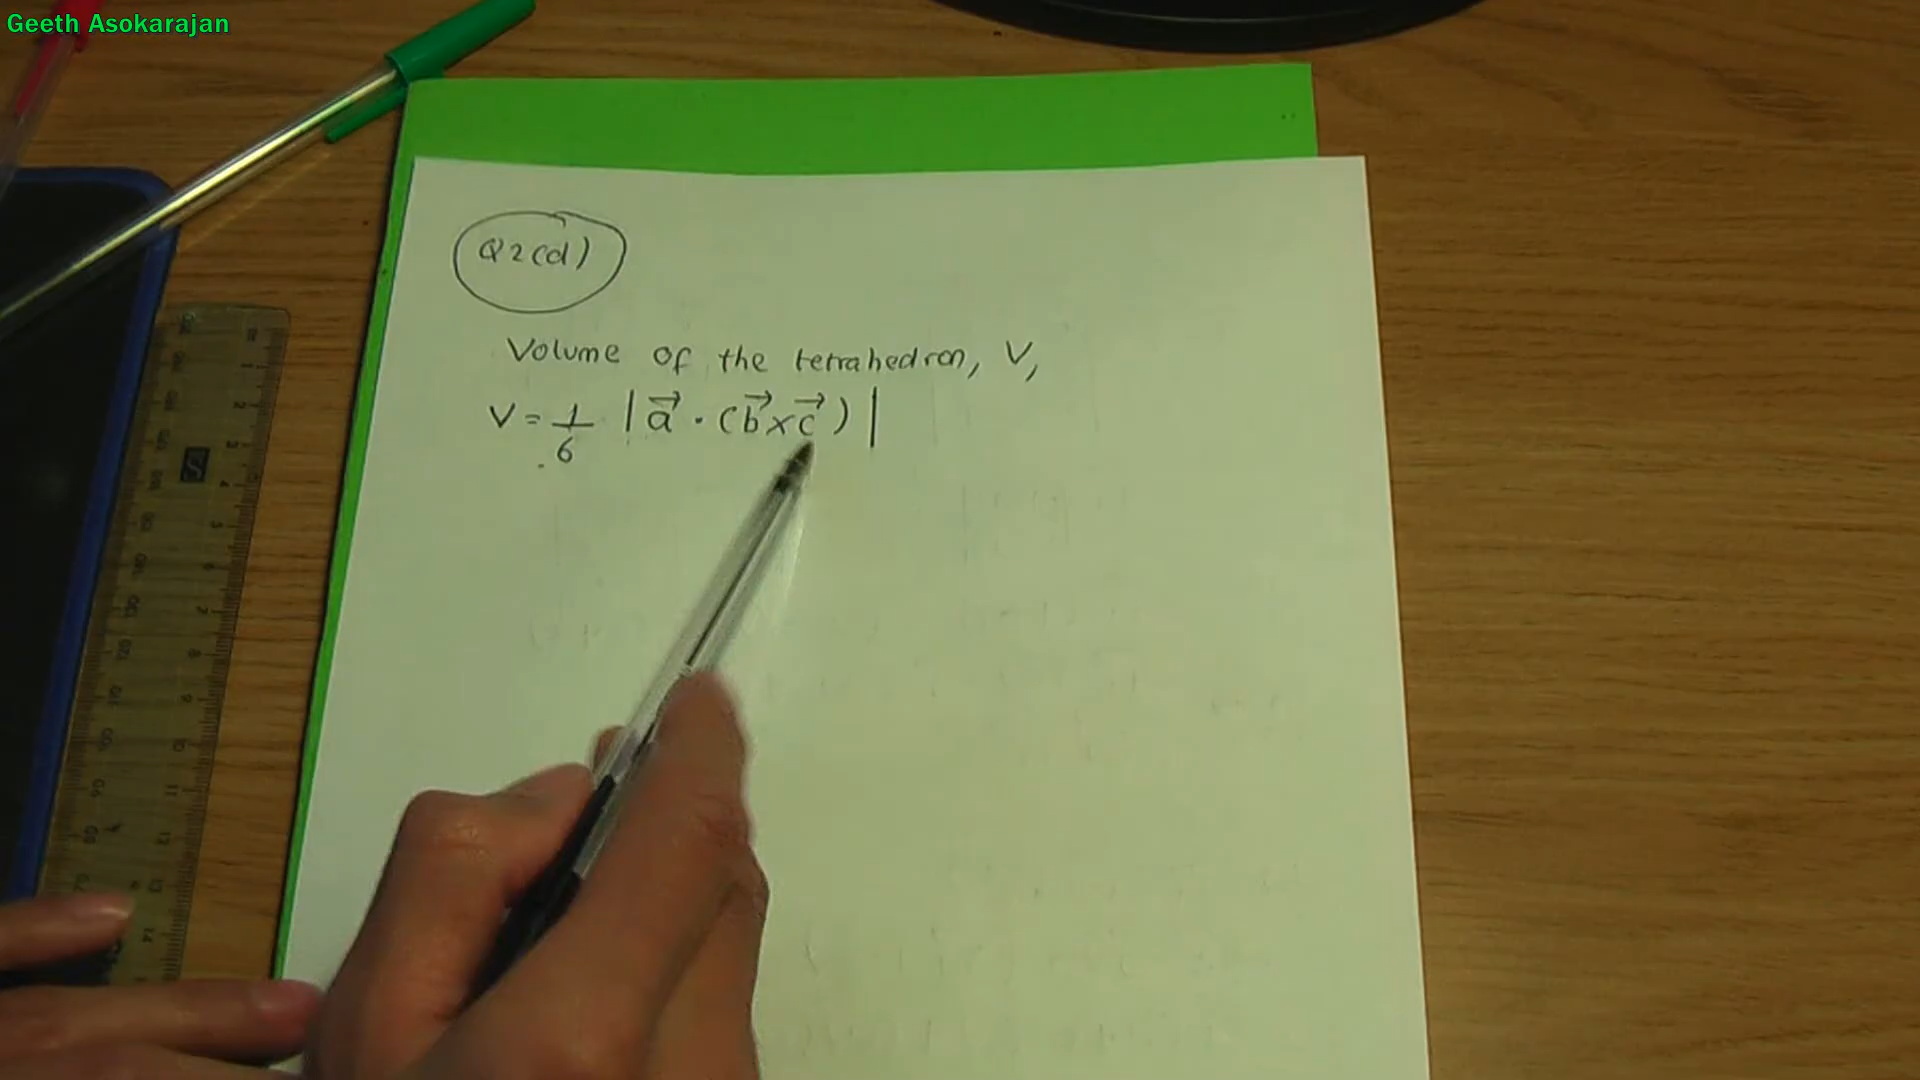 Geeth Asokarajan
Q2(d)
Volume of the tetrahedron, V,
V = 1/6 |a⃗ · (b⃗ × c⃗)|